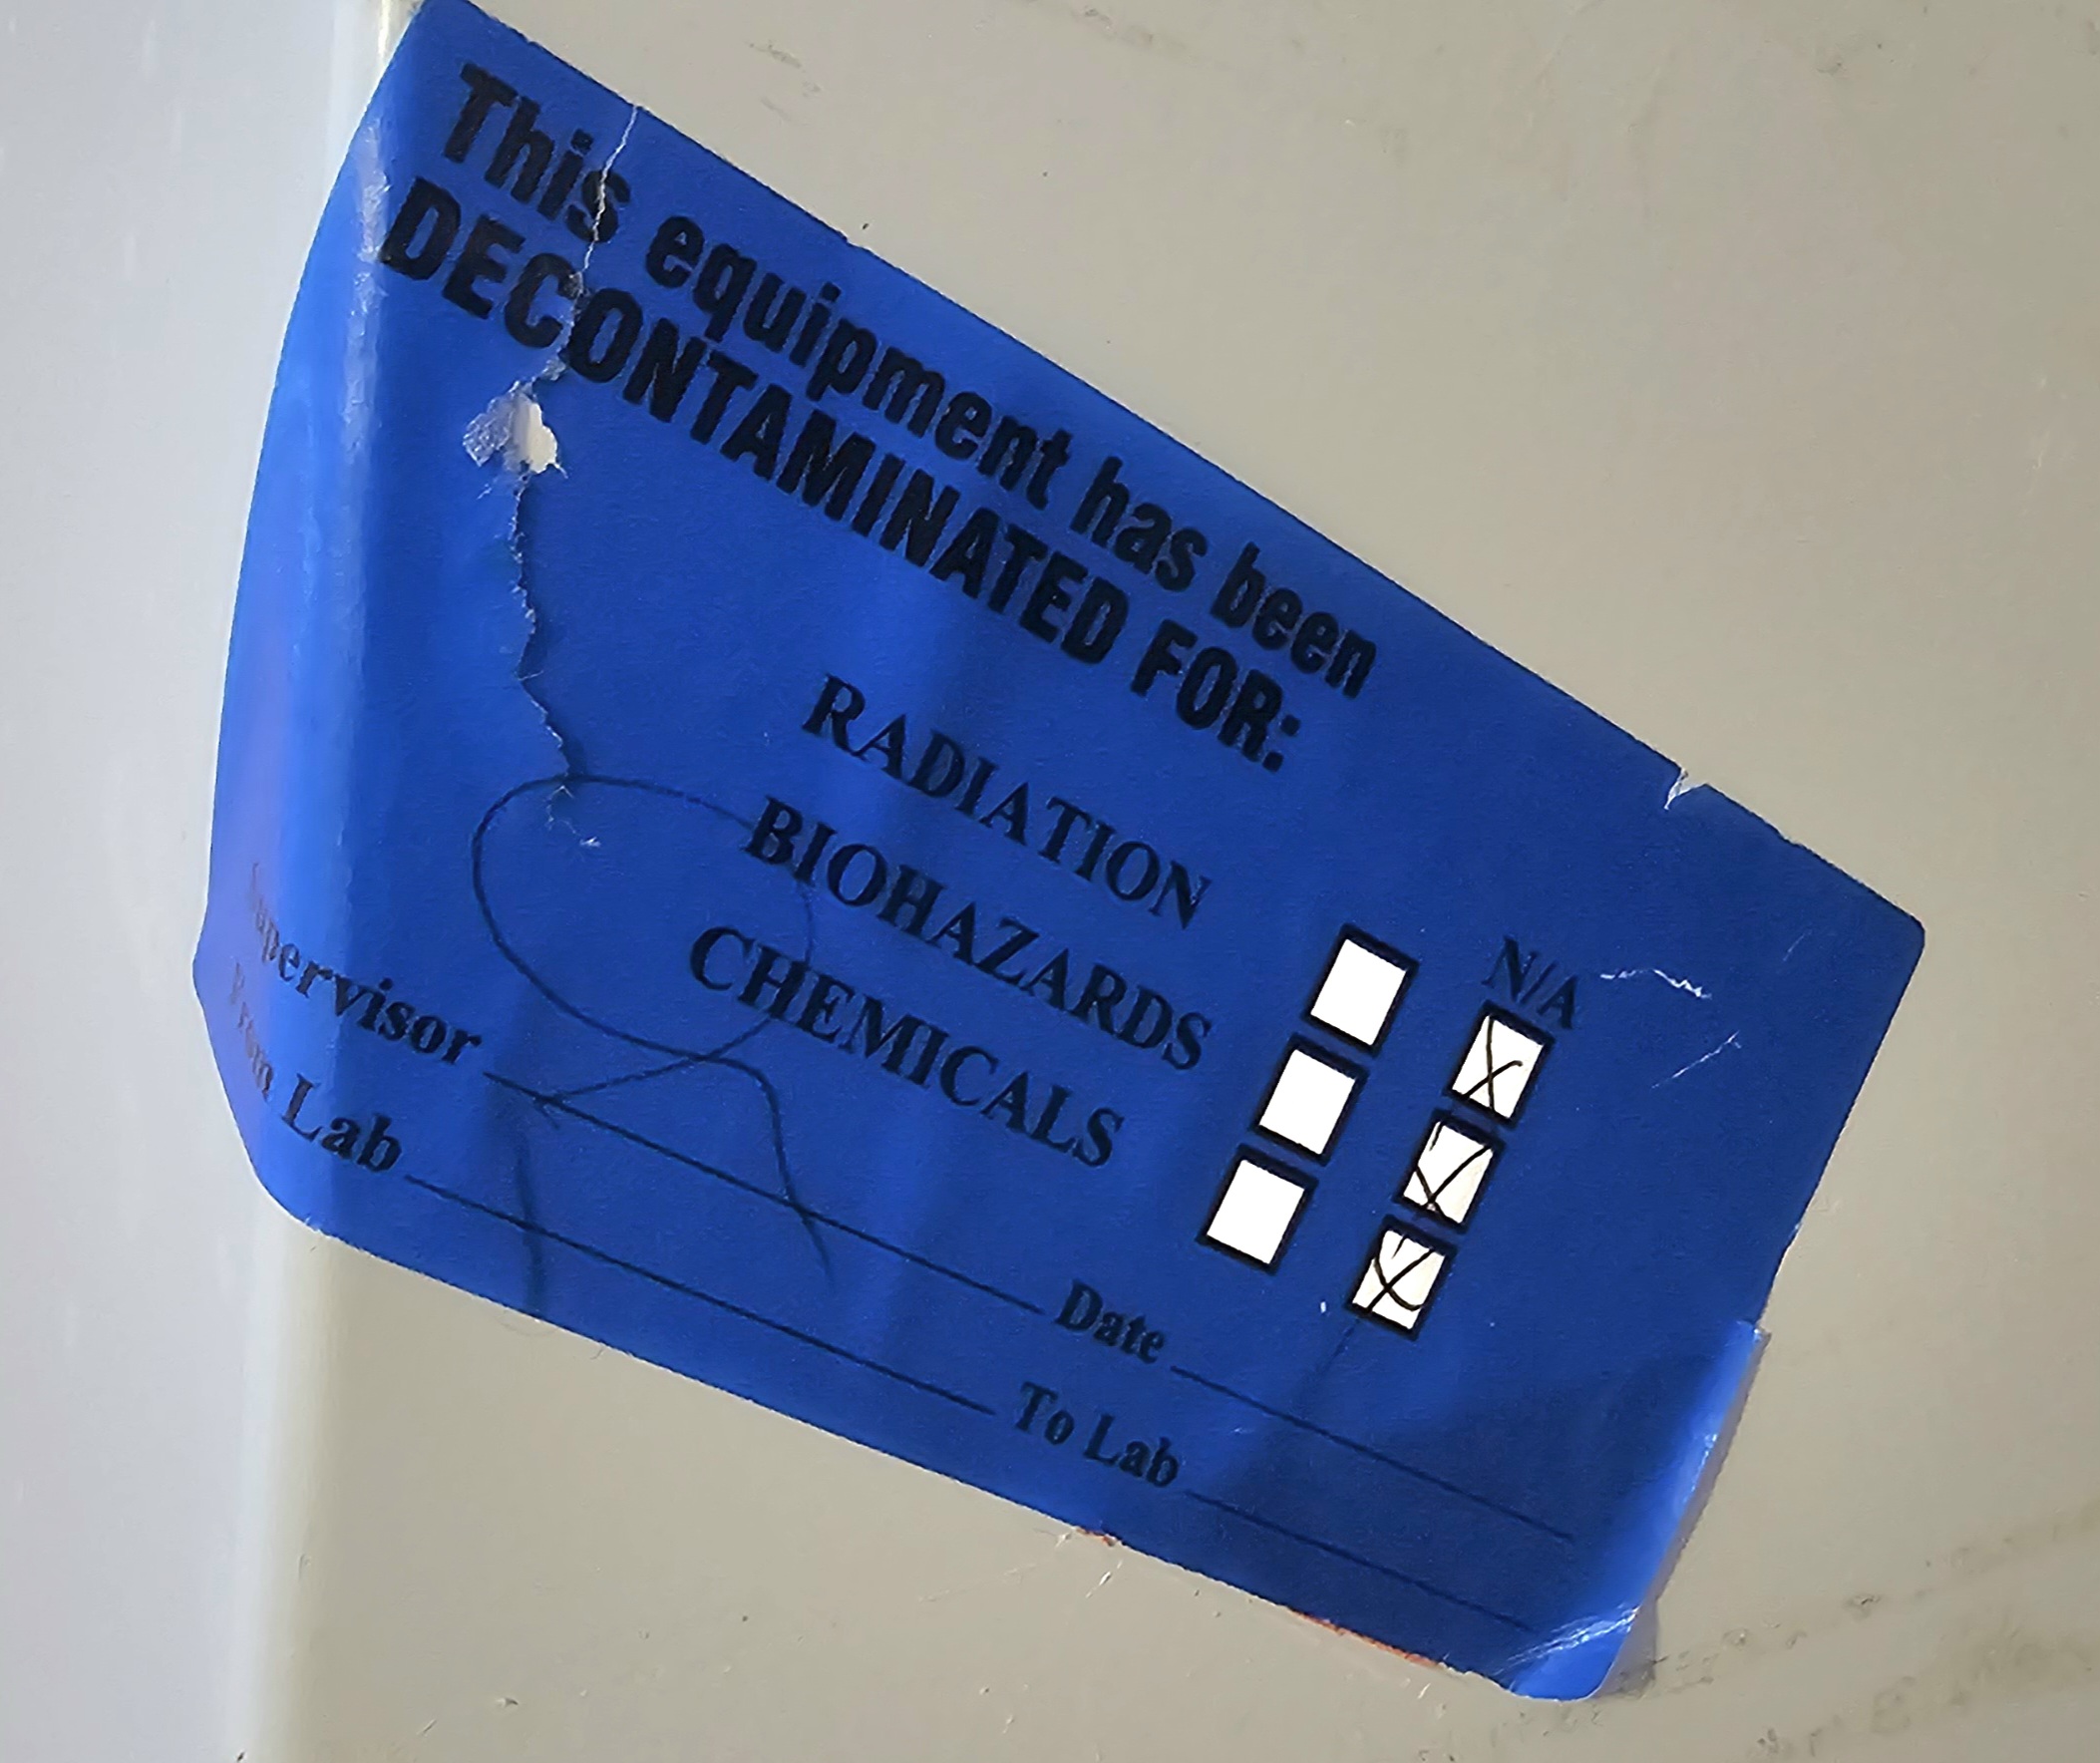 This equipment has been
DECONTAMINATED FOR:
N/A
RADIATION
BIOHAZARDS
CHEMICALS
Supervisor Date
From Lab To Lab